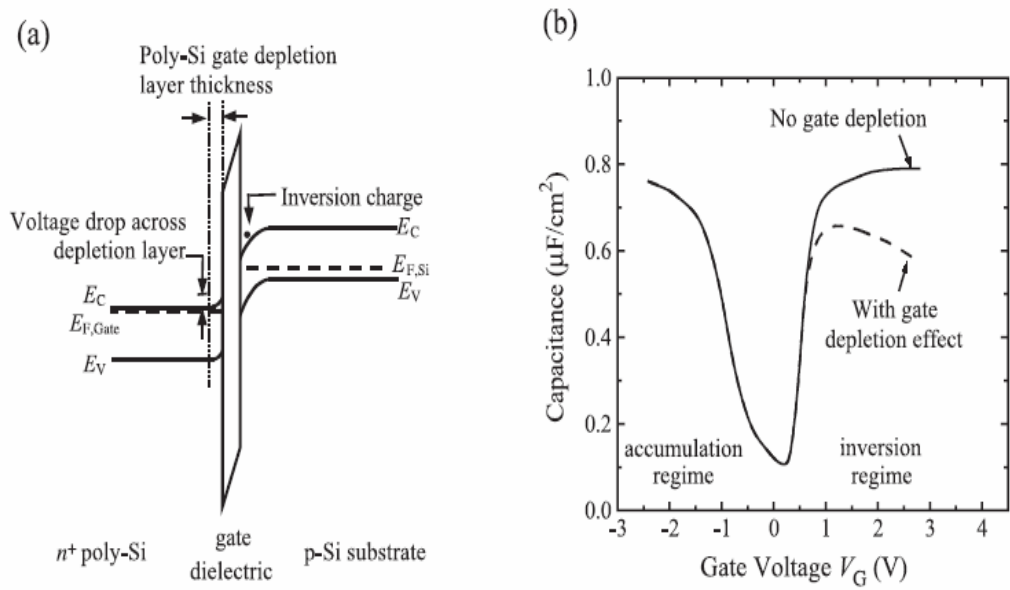 (a)
Poly-Si gate depletion
layer thickness
Inversion charge
Voltage drop across
depletion layer
E_C
E_F,Si
E_V
E_C
E_F,Gate
E_V
n⁺ poly-Si
gate
dielectric
p-Si substrate
(b)
Capacitance (µF/cm²)
1.0
0.8
0.6
0.4
0.2
0.0
No gate depletion
With gate
depletion effect
accumulation
regime
inversion
regime
-3 -2 -1 0 1 2 3 4
Gate Voltage V_G (V)